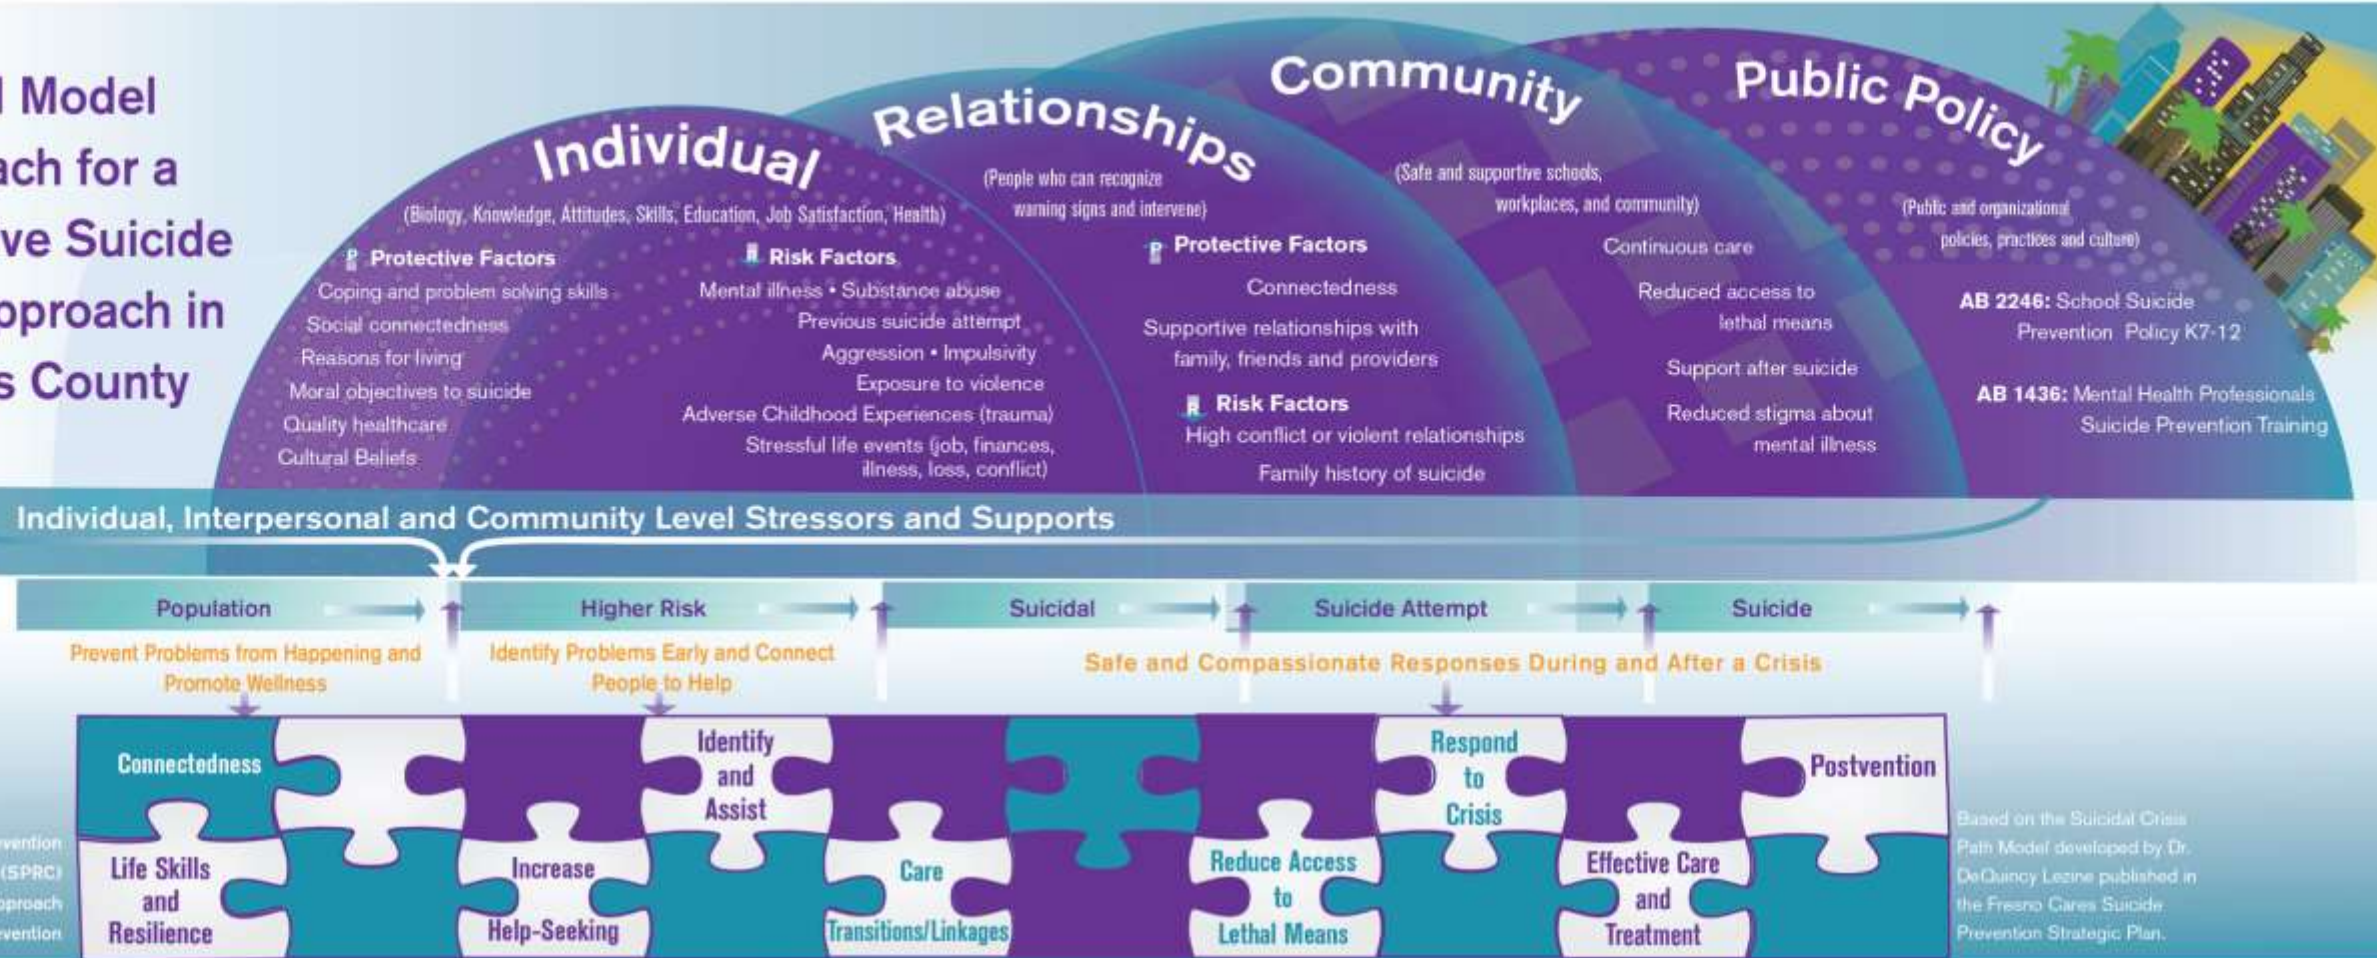 l Model
ach for a
ve Suicide
pproach in
s County
Individual
(Biology, Knowledge, Attitudes, Skills, Education, Job Satisfaction, Health)
P Protective Factors
Coping and problem solving skills
Social connectedness
Reasons for living
Moral objectives to suicide
Quality healthcare
Cultural Beliefs
R Risk Factors
Mental illness • Substance abuse
Previous suicide attempt
Aggression • Impulsivity
Exposure to violence
Adverse Childhood Experiences (trauma)
Stressful life events (job, finances,
illness, loss, conflict)
Relationships
(People who can recognize
warning signs and intervene)
P Protective Factors
Connectedness
Supportive relationships with
family, friends and providers
R Risk Factors
High conflict or violent relationships
Family history of suicide
Community
(Safe and supportive schools,
workplaces, and community)
Continuous care
Reduced access to
lethal means
Support after suicide
Reduced stigma about
mental illness
Public Policy
(Public and organizational
policies, practices and culture)
AB 2246: School Suicide
Prevention Policy K7-12
AB 1436: Mental Health Professionals
Suicide Prevention Training
Individual, Interpersonal and Community Level Stressors and Supports
Population
Higher Risk
Suicidal
Suicide Attempt
Suicide
Prevent Problems from Happening and
Promote Wellness
Identify Problems Early and Connect
People to Help
Safe and Compassionate Responses During and After a Crisis
Connectedness
Life Skills
and
Resilience
Increase
Help-Seeking
Identify
and
Assist
Care
Transitions/Linkages
Reduce Access
to
Lethal Means
Respond
to
Crisis
Effective Care
and
Treatment
Postvention
vention
(SPRC)
pproach
vention
Based on the Suicidal Crisis
Path Model developed by Dr.
DeQuincy Lezine published in
the Fresno Cares Suicide
Prevention Strategic Plan.